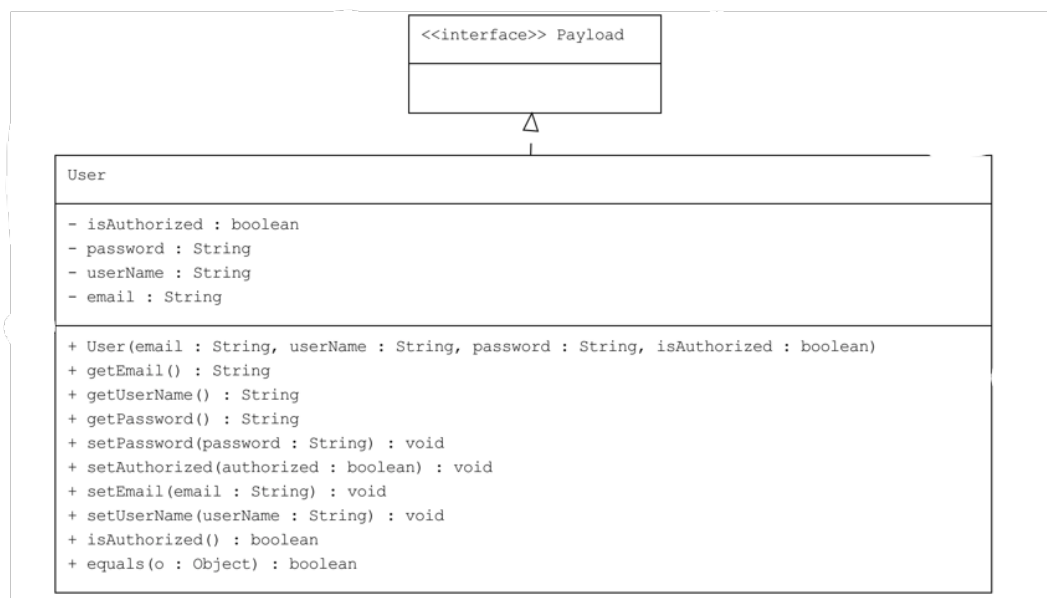 <<interface>> Payload
User
- isAuthorized : boolean
- password : String
- userName : String
- email : String
+ User(email : String, userName : String, password : String, isAuthorized : boolean)
+ getEmail() : String
+ getUserName() : String
+ getPassword() : String
+ setPassword(password : String) : void
+ setAuthorized(authorized : boolean) : void
+ setEmail(email : String) : void
+ setUserName(userName : String) : void
+ isAuthorized() : boolean
+ equals(o : Object) : boolean